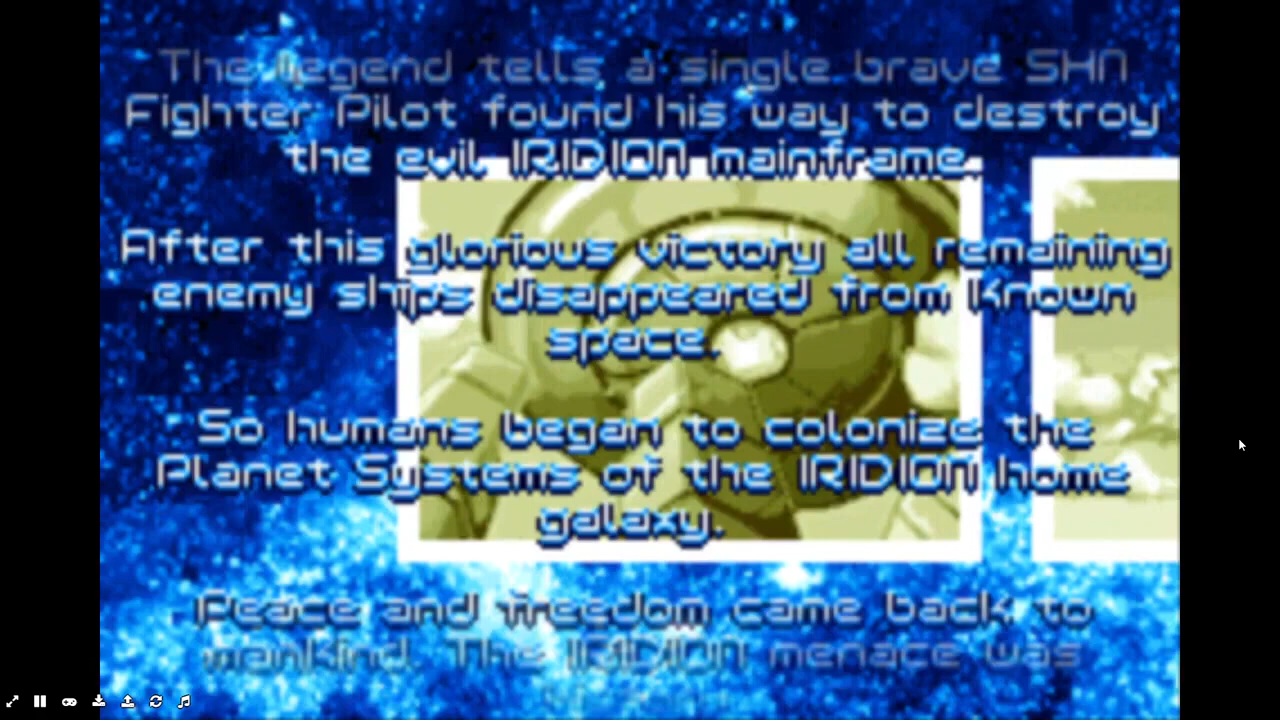 The legend tells a single brave SHN
Fighter Pilot found his way to destroy
the evil IRIDION mainframe.
After this glorious victory all remaining
enemy ships disappeared from known
space.
So humans began to colonize the
Planet Systems of the IRIDION home
galaxy.
Peace and freedom came back to
mankind. The IRIDION menace was